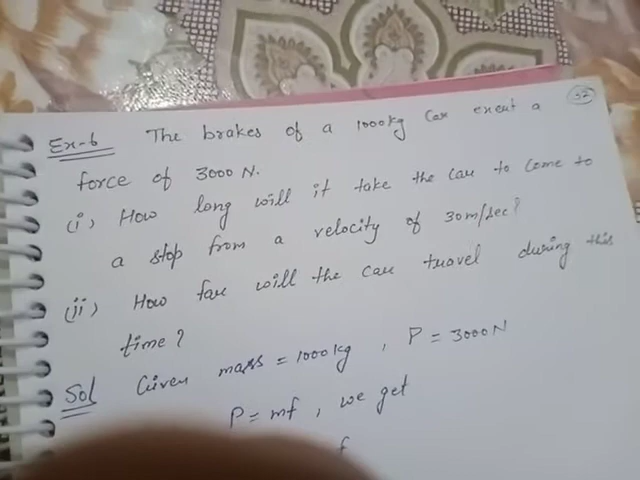 32
Ex-6 The brakes of a 1000kg Car exert a
force of 3000 N.
(i) How long will it take the car to come to
a stop from a velocity of 30m/sec?
(ii) How far will the car travel during this
time?
Sol Given mass = 1000kg , P = 3000N
P = mf , we get
f